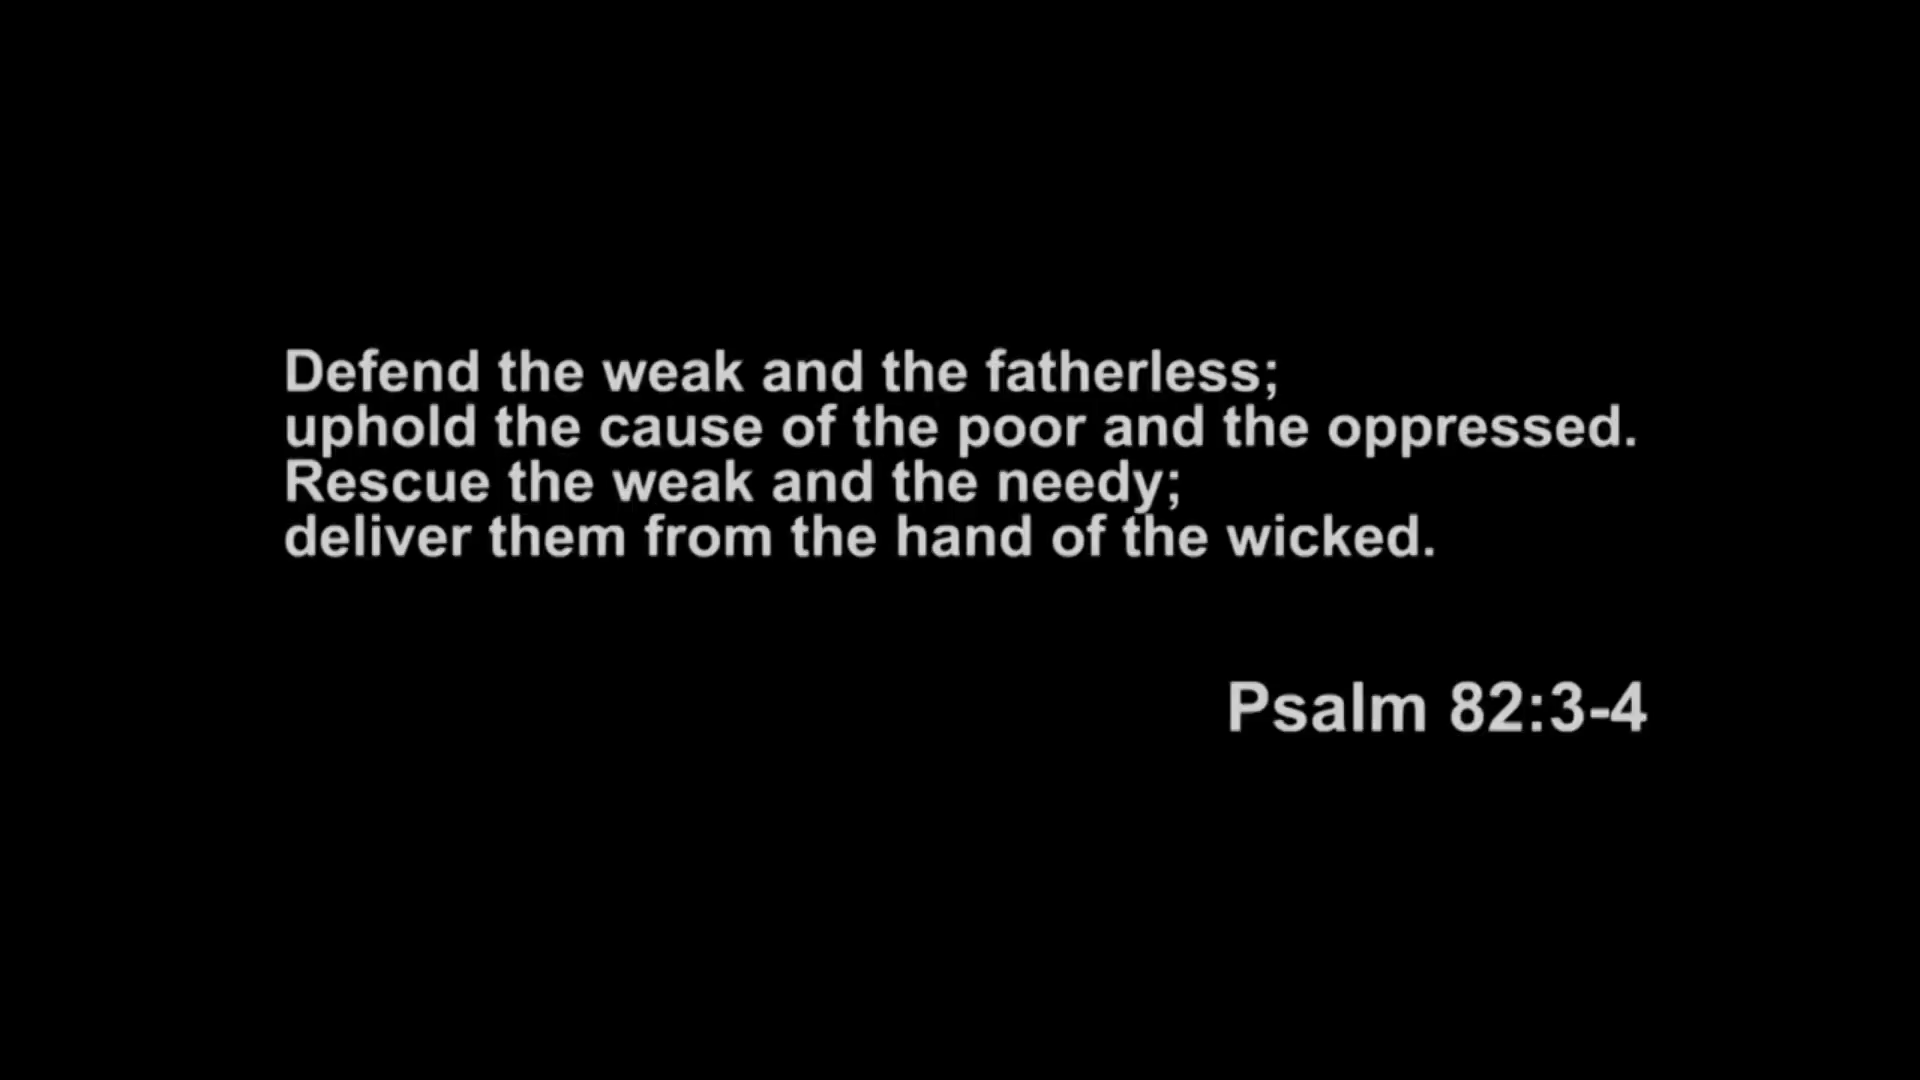 Defend the weak and the fatherless;
uphold the cause of the poor and the oppressed.
Rescue the weak and the needy;
deliver them from the hand of the wicked.
Psalm 82:3-4